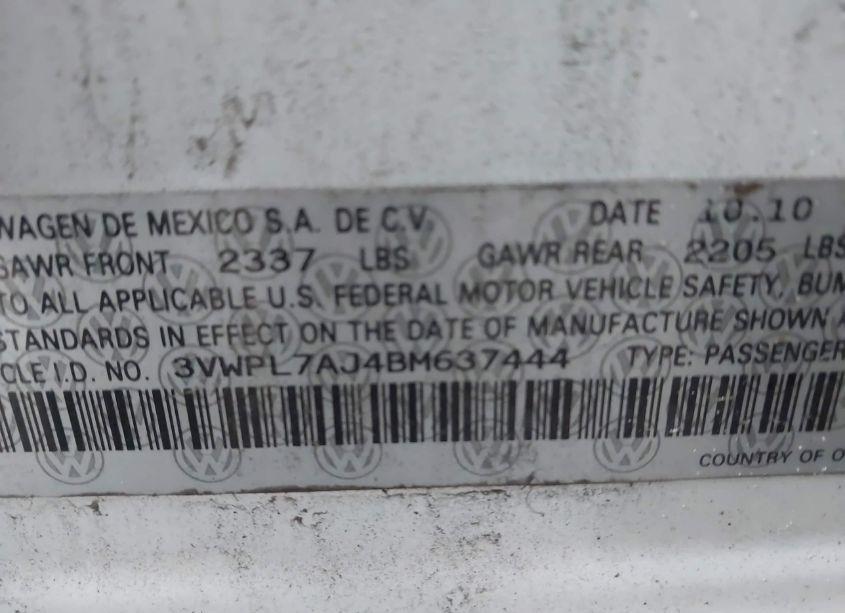 WAGEN DE MEXICO S.A. DE C.V. DATE 10.10
GAWR FRONT 2337 LBS GAWR REAR 2205 LBS
TO ALL APPLICABLE U.S. FEDERAL MOTOR VEHICLE SAFETY, BUM
STANDARDS IN EFFECT ON THE DATE OF MANUFACTURE SHOWN A
CLE I.D. NO. 3VWPL7AJ4BM637444 TYPE: PASSENGER
COUNTRY OF O